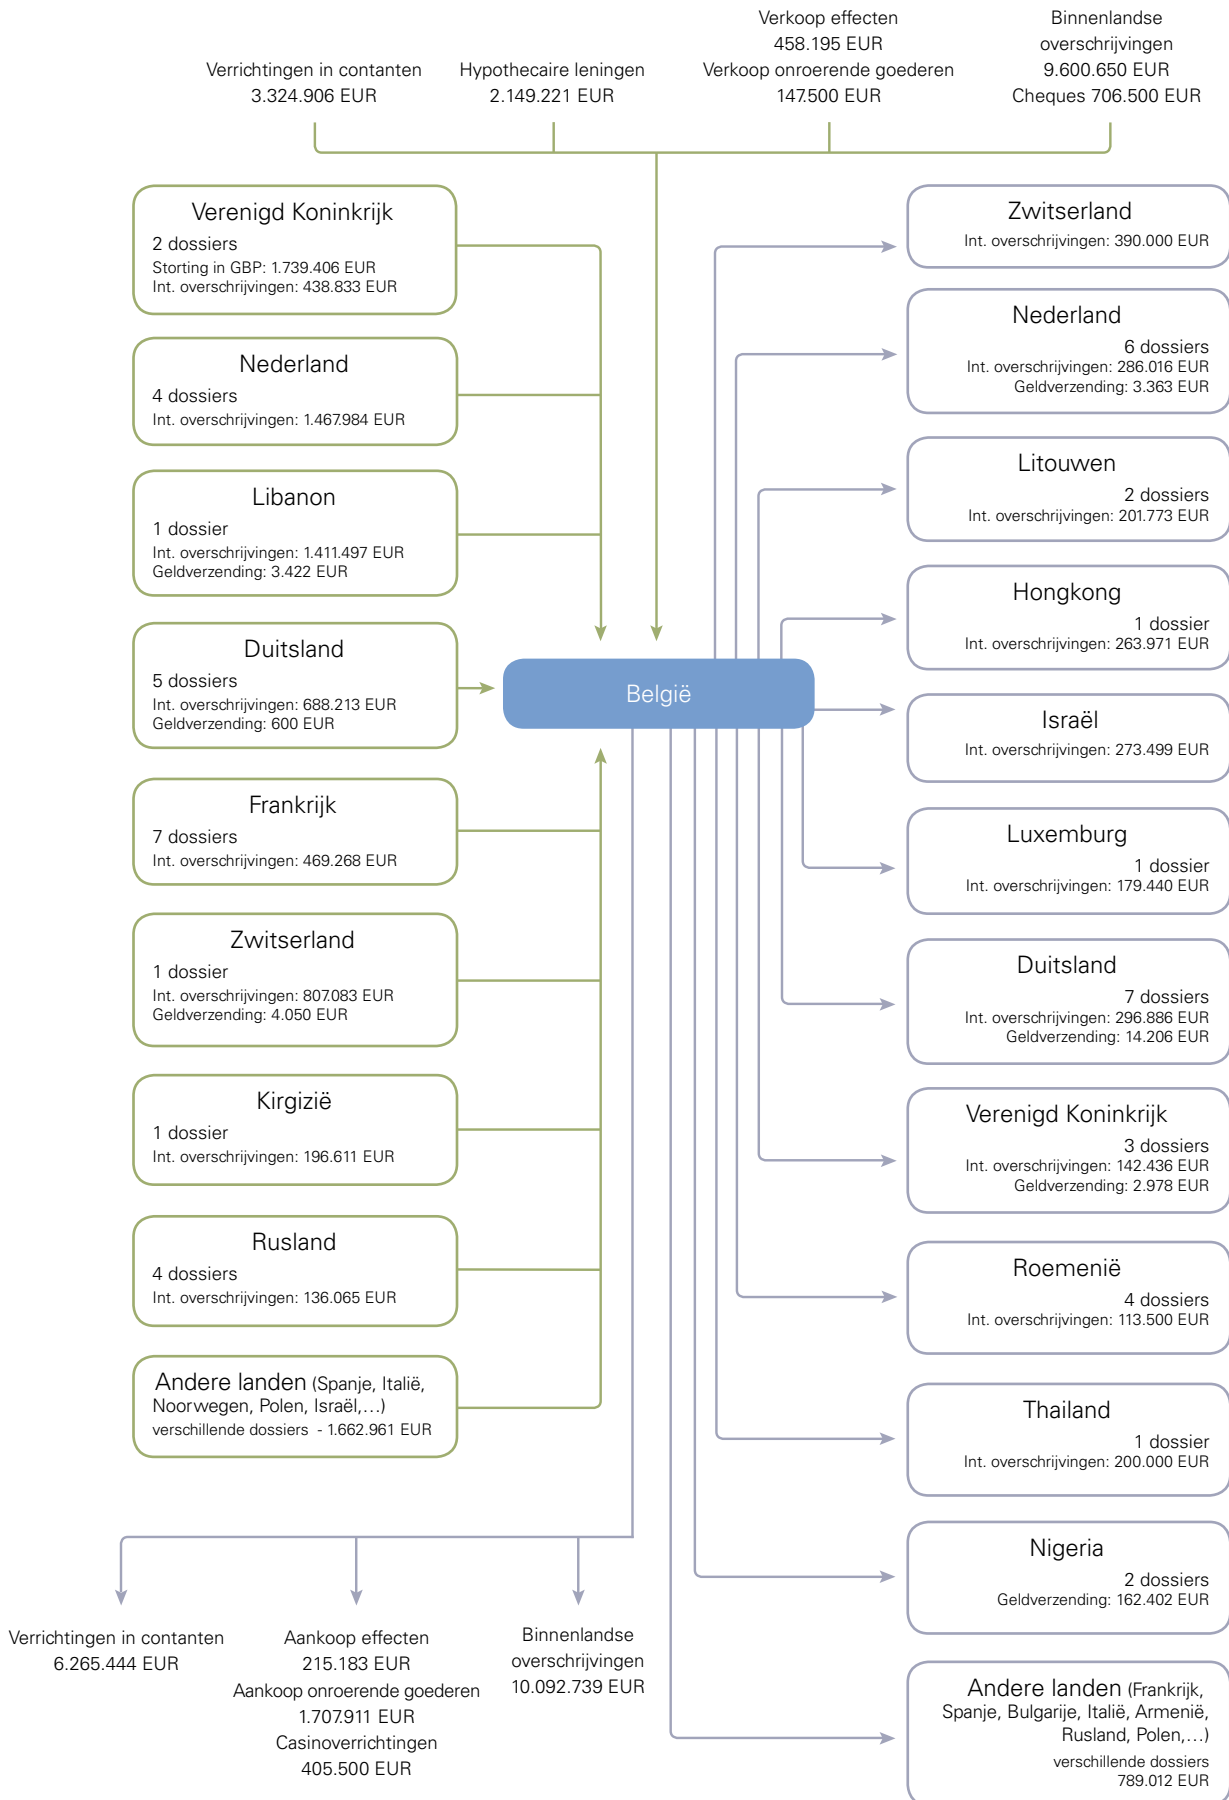 Verrichtingen in contanten
3.324.906 EUR
Hypothecaire leningen
2.149.221 EUR
Verkoop effecten
458.195 EUR
Verkoop onroerende goederen
147.500 EUR
Binnenlandse
overschrijvingen
9.600.650 EUR
Cheques 706.500 EUR
Verenigd Koninkrijk
2 dossiers
Storting in GBP: 1.739.406 EUR
Int. overschrijvingen: 438.833 EUR
Nederland
4 dossiers
Int. overschrijvingen: 1.467.984 EUR
Libanon
1 dossier
Int. overschrijvingen: 1.411.497 EUR
Geldverzending: 3.422 EUR
Duitsland
5 dossiers
Int. overschrijvingen: 688.213 EUR
Geldverzending: 600 EUR
Frankrijk
7 dossiers
Int. overschrijvingen: 469.268 EUR
Zwitserland
1 dossier
Int. overschrijvingen: 807.083 EUR
Geldverzending: 4.050 EUR
Kirgizië
1 dossier
Int. overschrijvingen: 196.611 EUR
Rusland
4 dossiers
Int. overschrijvingen: 136.065 EUR
Andere landen (Spanje, Italië,
Noorwegen, Polen, Israël,...)
verschillende dossiers - 1.662.961 EUR
België
Zwitserland
Int. overschrijvingen: 390.000 EUR
Nederland
6 dossiers
Int. overschrijvingen: 286.016 EUR
Geldverzending: 3.363 EUR
Litouwen
2 dossiers
Int. overschrijvingen: 201.773 EUR
Hongkong
1 dossier
Int. overschrijvingen: 263.971 EUR
Israël
Int. overschrijvingen: 273.499 EUR
Luxemburg
1 dossier
Int. overschrijvingen: 179.440 EUR
Duitsland
7 dossiers
Int. overschrijvingen: 296.886 EUR
Geldverzending: 14.206 EUR
Verenigd Koninkrijk
3 dossiers
Int. overschrijvingen: 142.436 EUR
Geldverzending: 2.978 EUR
Roemenië
4 dossiers
Int. overschrijvingen: 113.500 EUR
Thailand
1 dossier
Int. overschrijvingen: 200.000 EUR
Nigeria
2 dossiers
Geldverzending: 162.402 EUR
Andere landen (Frankrijk,
Spanje, Bulgarije, Italië, Armenië,
Rusland, Polen,...)
verschillende dossiers
789.012 EUR
Verrichtingen in contanten
6.265.444 EUR
Aankoop effecten
215.183 EUR
Aankoop onroerende goederen
1.707.911 EUR
Casinoverrichtingen
405.500 EUR
Binnenlandse
overschrijvingen
10.092.739 EUR